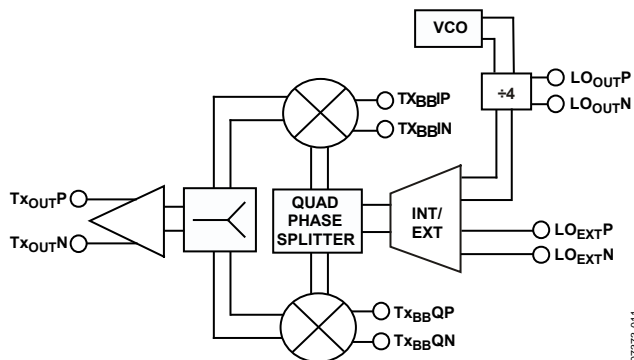 VCO
÷4
LOOUTP
LOOUTN
TXBBIP
TXBBIN
TxOUTP
TxOUTN
QUAD
PHASE
SPLITTER
INT/
EXT
LOEXTP
LOEXTN
TxBBQP
TxBBQN